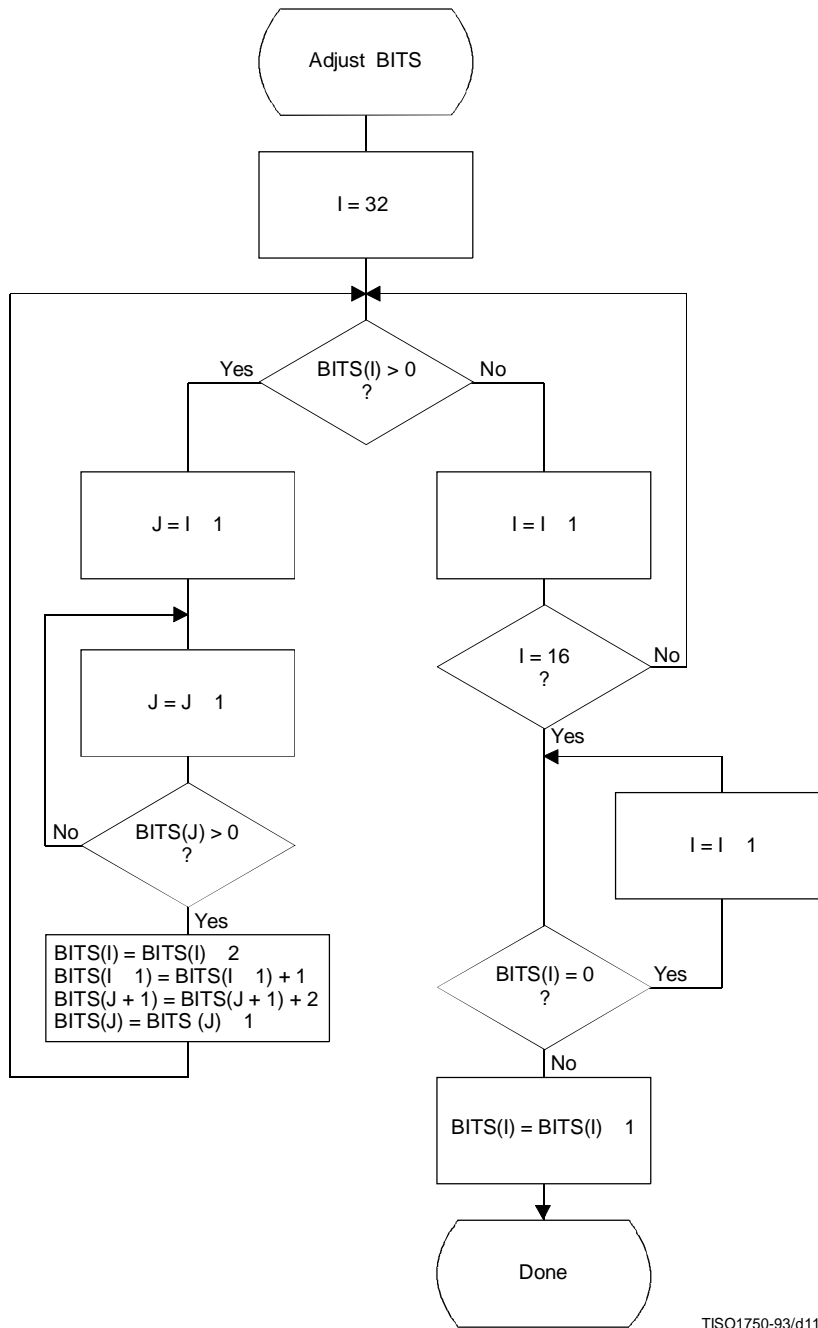 Adjust BITS
I = 32
BITS(I) > 0
?
Yes
No
J = I 1
I = I 1
I = 16
?
No
Yes
J = J 1
I = I 1
BITS(J) > 0
?
No
Yes
BITS(I) = BITS(I) 2
BITS(I 1) = BITS(I 1) + 1
BITS(J + 1) = BITS(J + 1) + 2
BITS(J) = BITS (J) 1
BITS(I) = 0
?
Yes
No
BITS(I) = BITS(I) 1
Done
TISO1750-93/d11